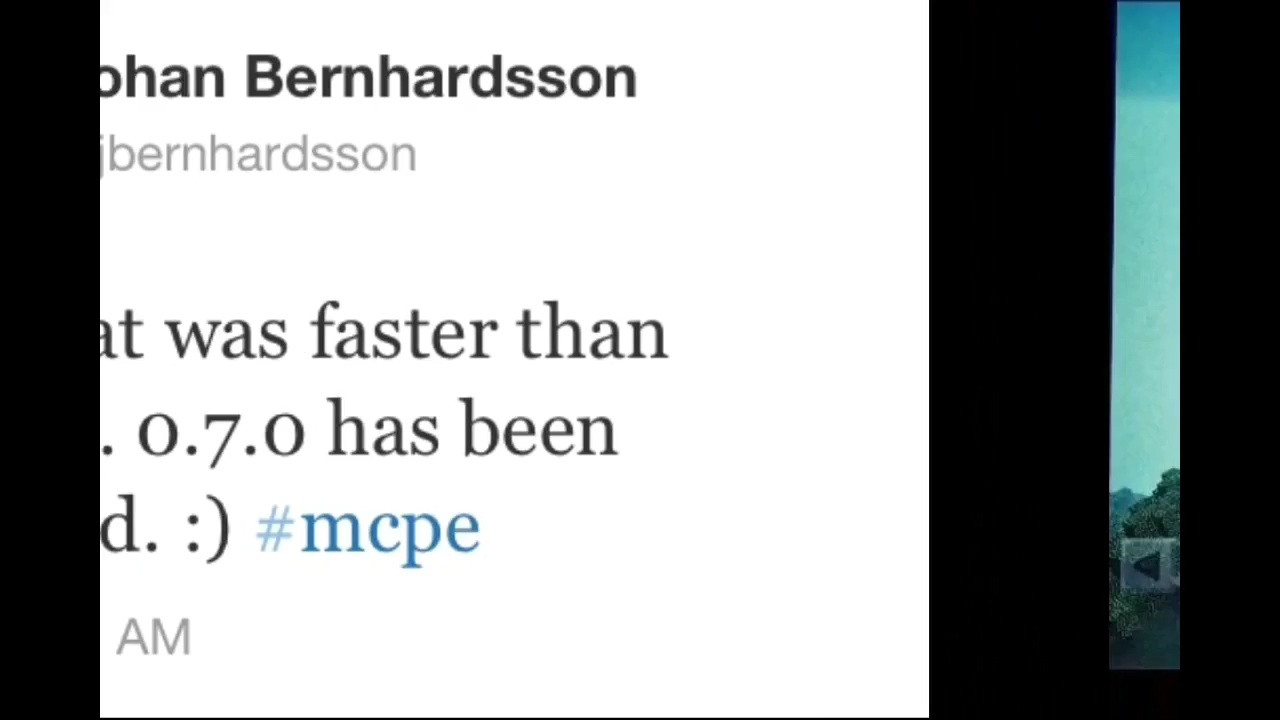 ohan Bernhardsson
jbernhardsson
at was faster than
. 0.7.0 has been
d. :) #mcpe
AM